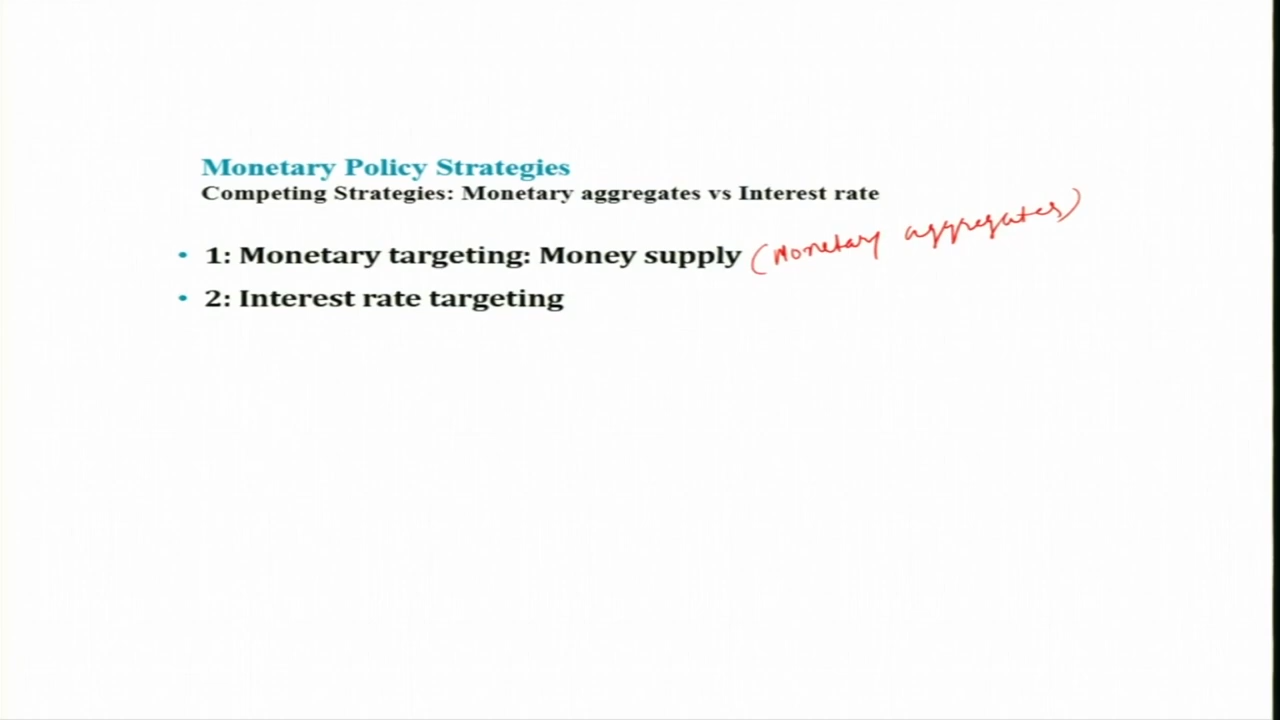 Monetary Policy Strategies
Competing Strategies: Monetary aggregates vs Interest rate
• 1: Monetary targeting: Money supply (Monetary aggregates)
• 2: Interest rate targeting